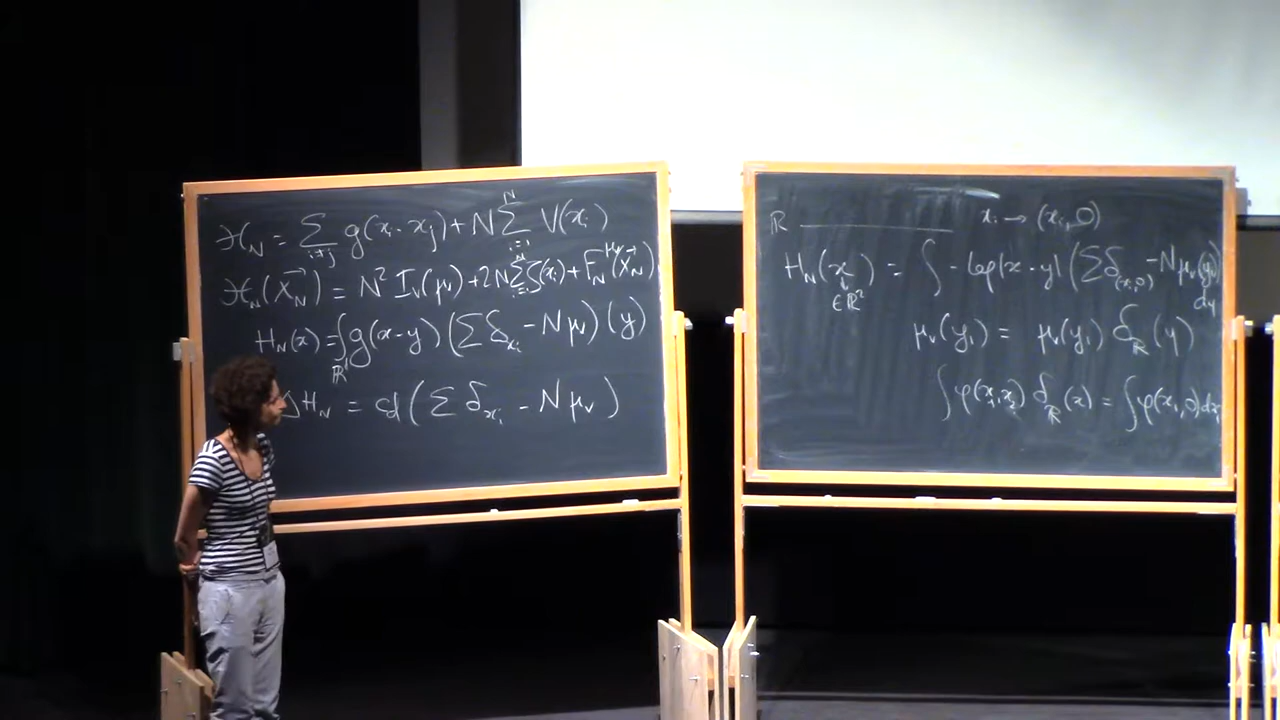 ℋ_N = Σ_{i≠j} g(x_i - x_j) + N Σ_{i=1}^{N} V(x_i)
ℋ_N(X⃗_N) = N² I_V(μ_V) + 2N Σ_{i=1}^{N} ζ(x_i) + F_N^{μ_V}(X⃗_N)
H_N(x) = ∫_{ℝ^d} g(x-y) (Σ δ_{x_i} - N μ_V)(y)
ΔH_N = c_d (Σ δ_{x_i} - N μ_V)
ℝ x_i → (x_i, 0)
H_N(x) = ∫ - log|x-y| (Σ δ_{(x_i,0)} - N μ_V(y)) dy
∈ℝ²
μ_V(y) = μ_V(y_1) δ_ℝ(y)
∫ φ(x_1, x_2) δ_ℝ(x) = ∫ φ(x_1, 0) dx_1